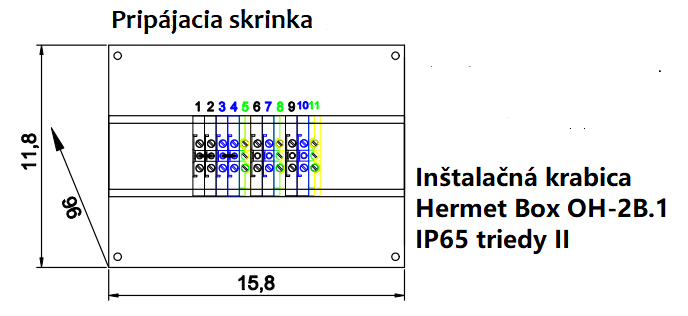 Pripájacia skrinka
1 2 3 4 5 6 7 8 9 10 11
11,8
96
15,8
Inštalačná krabica
Hermet Box OH-2B.1
IP65 triedy II